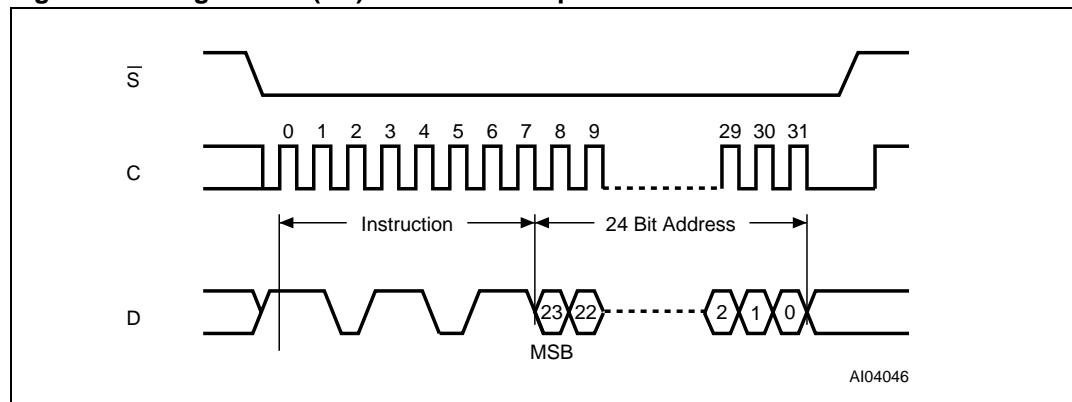 S
0 1 2 3 4 5 6 7 8 9 29 30 31
C
Instruction 24 Bit Address
D 23 22 2 1 0
MSB
AI04046